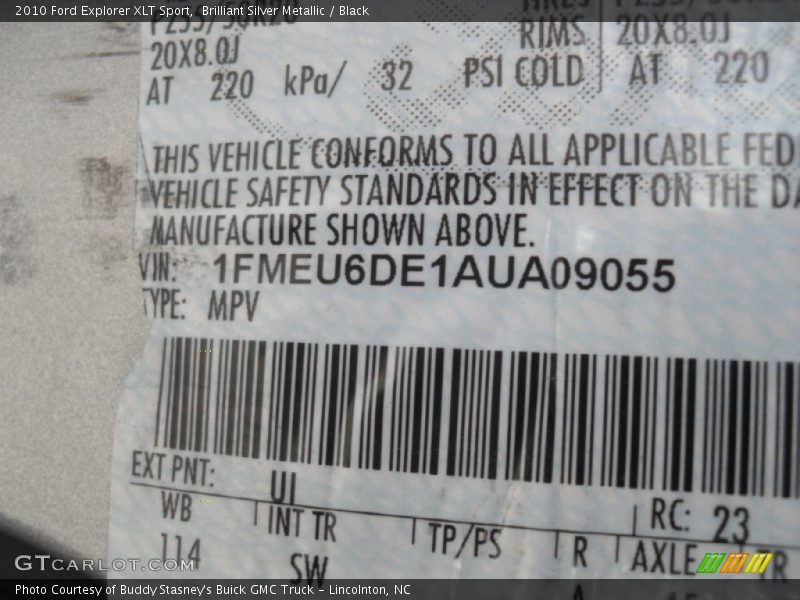 2010 Ford Explorer XLT Sport, Brilliant Silver Metallic / Black
RIMS 20X8.0J
20X8.0J
AT 220 kPa/ 32 PSI COLD AT 220
THIS VEHICLE CONFORMS TO ALL APPLICABLE FED
VEHICLE SAFETY STANDARDS IN EFFECT ON THE DA
MANUFACTURE SHOWN ABOVE.
VIN: 1FMEU6DE1AUA09055
TYPE: MPV
EXT PNT: UI RC: 23
WB INT TR TP/PS R AXLE TR
114 SW
GTCARLOT.COM
Photo Courtesy of Buddy Stasney's Buick GMC Truck - Lincolnton, NC